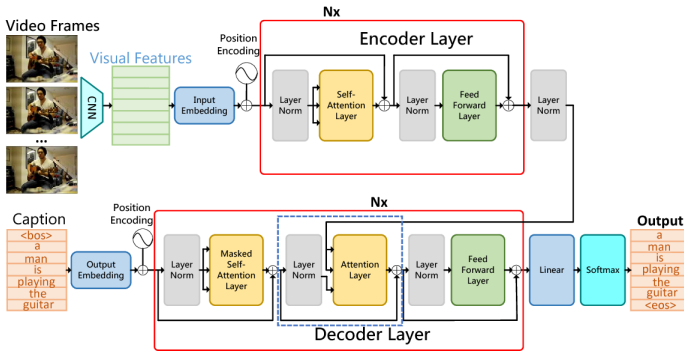 Video Frames
Nx
Position
Encoding
Encoder Layer
Visual Features
CNN
...
Input
Embedding
Layer
Norm
Self-
Attention
Layer
Layer
Norm
Feed
Forward
Layer
Layer
Norm
Nx
Caption
<bos>
a
man
is
playing
the
guitar
Position
Encoding
Output
Embedding
Layer
Norm
Masked
Self-
Attention
Layer
Layer
Norm
Attention
Layer
Layer
Norm
Feed
Forward
Layer
Decoder Layer
Linear
Softmax
Output
a
man
is
playing
the
guitar
<eos>